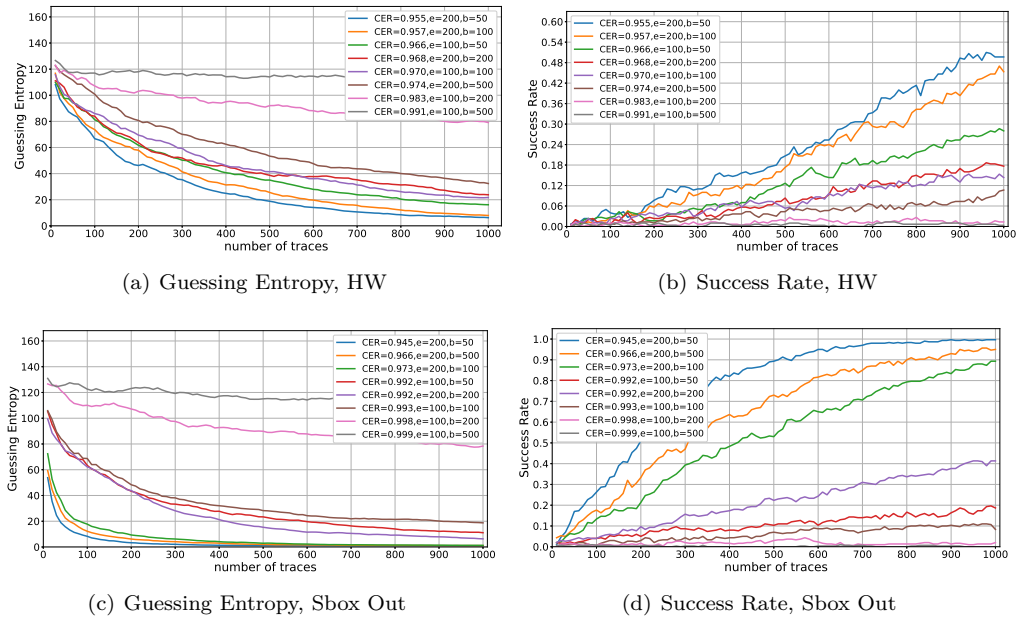 160
140
120
100
80
60
40
20
0
Guessing Entropy
CER=0.955,e=200,b=50
CER=0.957,e=200,b=100
CER=0.966,e=100,b=50
CER=0.968,e=200,b=200
CER=0.970,e=100,b=100
CER=0.974,e=200,b=500
CER=0.983,e=100,b=200
CER=0.991,e=100,b=500
0 100 200 300 400 500 600 700 800 900 1000
number of traces
(a) Guessing Entropy, HW
0.60
0.54
0.48
0.42
0.36
0.30
0.24
0.18
0.12
0.06
0.00
Success Rate
CER=0.955,e=200,b=50
CER=0.957,e=200,b=100
CER=0.966,e=100,b=50
CER=0.968,e=200,b=200
CER=0.970,e=100,b=100
CER=0.974,e=200,b=500
CER=0.983,e=100,b=200
CER=0.991,e=100,b=500
0 100 200 300 400 500 600 700 800 900 1000
number of traces
(b) Success Rate, HW
160
140
120
100
80
60
40
20
0
Guessing Entropy
CER=0.945,e=200,b=50
CER=0.966,e=200,b=500
CER=0.973,e=200,b=100
CER=0.992,e=100,b=50
CER=0.992,e=200,b=200
CER=0.993,e=100,b=100
CER=0.998,e=100,b=200
CER=0.999,e=100,b=500
0 100 200 300 400 500 600 700 800 900 1000
number of traces
(c) Guessing Entropy, Sbox Out
1.0
0.9
0.8
0.7
0.6
0.5
0.4
0.3
0.2
0.1
0.0
Success Rate
CER=0.945,e=200,b=50
CER=0.966,e=200,b=500
CER=0.973,e=200,b=100
CER=0.992,e=100,b=50
CER=0.992,e=200,b=200
CER=0.993,e=100,b=100
CER=0.998,e=100,b=200
CER=0.999,e=100,b=500
0 100 200 300 400 500 600 700 800 900 1000
number of traces
(d) Success Rate, Sbox Out